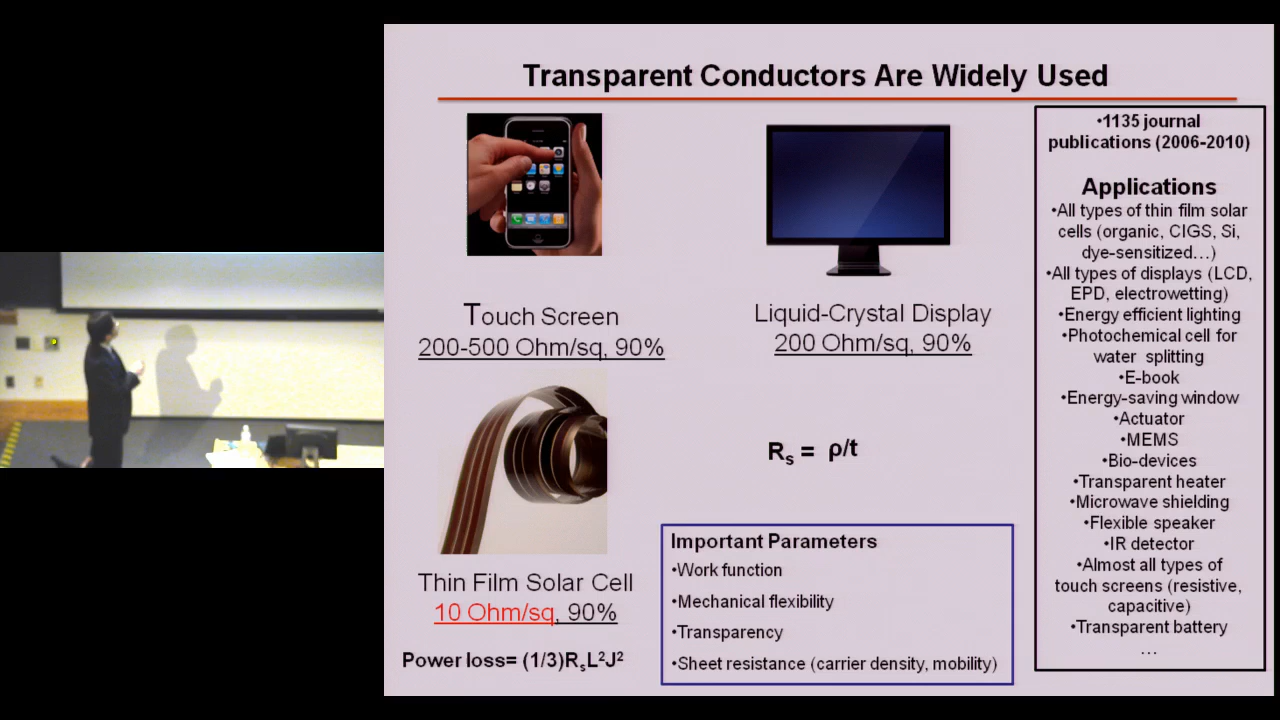 Transparent Conductors Are Widely Used
Touch Screen
200-500 Ohm/sq, 90%
Liquid-Crystal Display
200 Ohm/sq, 90%
Rs = ρ/t
Thin Film Solar Cell
10 Ohm/sq, 90%
Power loss= (1/3)RsL²J²
Important Parameters
•Work function
•Mechanical flexibility
•Transparency
•Sheet resistance (carrier density, mobility)
•1135 journal
publications (2006-2010)
Applications
•All types of thin film solar
cells (organic, CIGS, Si,
dye-sensitized…)
•All types of displays (LCD,
EPD, electrowetting)
•Energy efficient lighting
•Photochemical cell for
water splitting
•E-book
•Energy-saving window
•Actuator
•MEMS
•Bio-devices
•Transparent heater
•Microwave shielding
•Flexible speaker
•IR detector
•Almost all types of
touch screens (resistive,
capacitive)
•Transparent battery
…